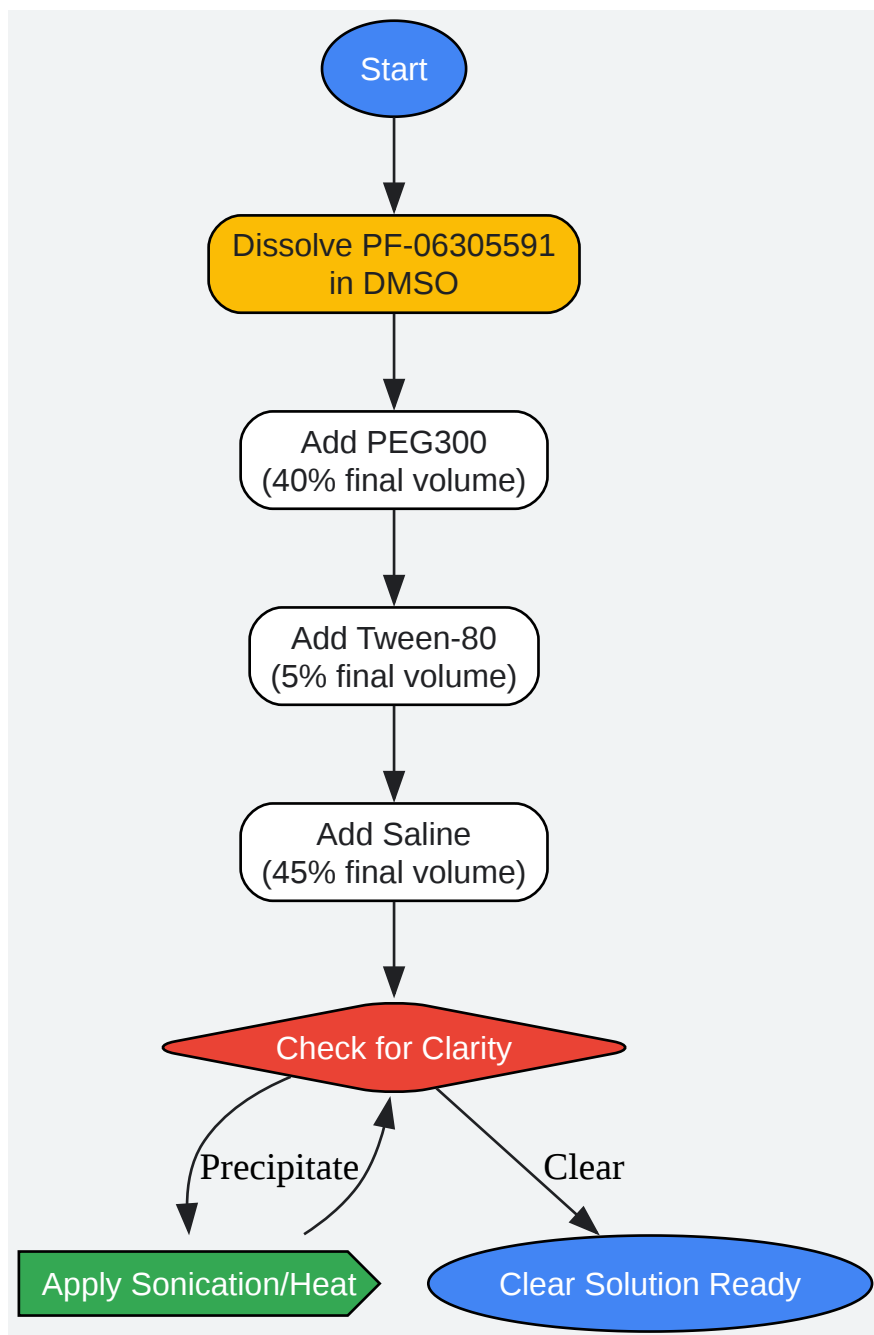 Start
Dissolve PF-06305591
in DMSO
Add PEG300
(40% final volume)
Add Tween-80
(5% final volume)
Add Saline
(45% final volume)
Check for Clarity
Precipitate
Clear
Apply Sonication/Heat
Clear Solution Ready